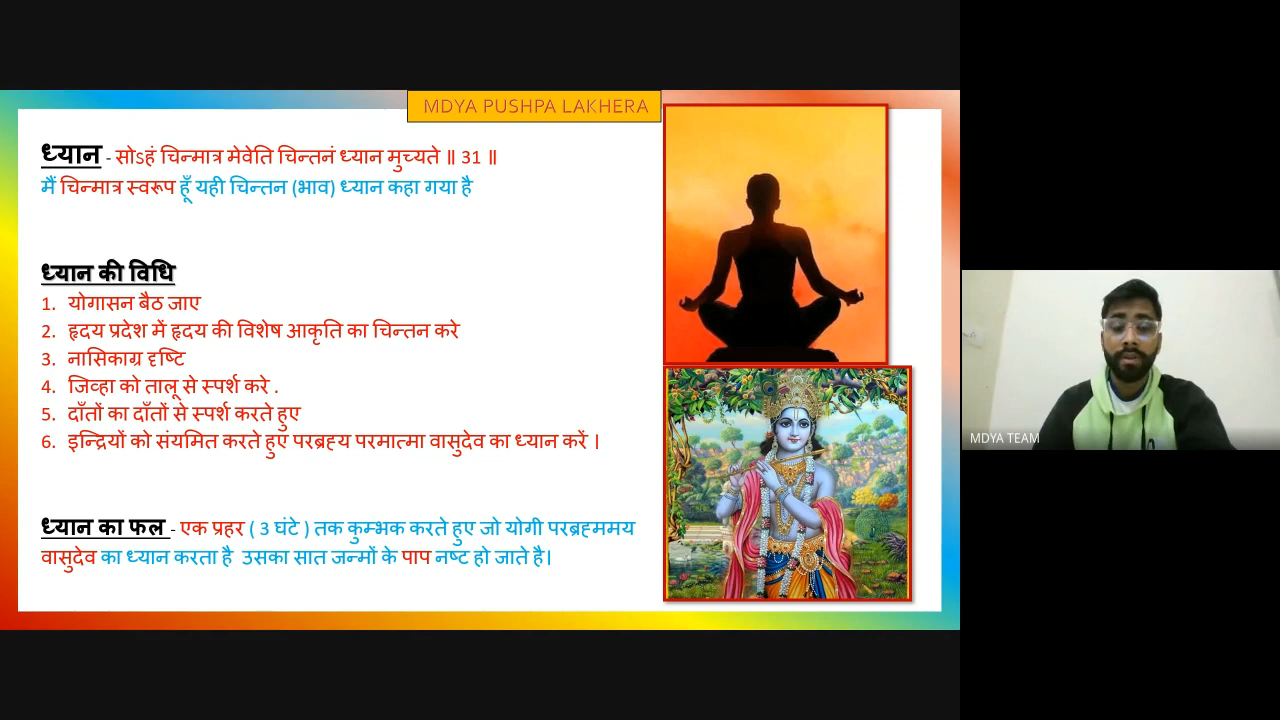 MDYA PUSHPA LAKHERA
ध्यान - सोऽहं चिन्मात्र मेवेति चिन्तनं ध्यान मुच्यते ॥ 31 ॥
मैं चिन्मात्र स्वरूप हूँ यही चिन्तन (भाव) ध्यान कहा गया है
ध्यान की विधि
1. योगासन बैठ जाए
2. हृदय प्रदेश में हृदय की विशेष आकृति का चिन्तन करे
3. नासिकाग्र दृष्टि
4. जिव्हा को तालू से स्पर्श करे .
5. दाँतों का दाँतों से स्पर्श करते हुए
6. इन्द्रियों को संयमित करते हुए परब्रह्य परमात्मा वासुदेव का ध्यान करें ।
ध्यान का फल - एक प्रहर ( 3 घंटे ) तक कुम्भक करते हुए जो योगी परब्रह्ममय
वासुदेव का ध्यान करता है उसका सात जन्मों के पाप नष्ट हो जाते है।
MDYA TEAM